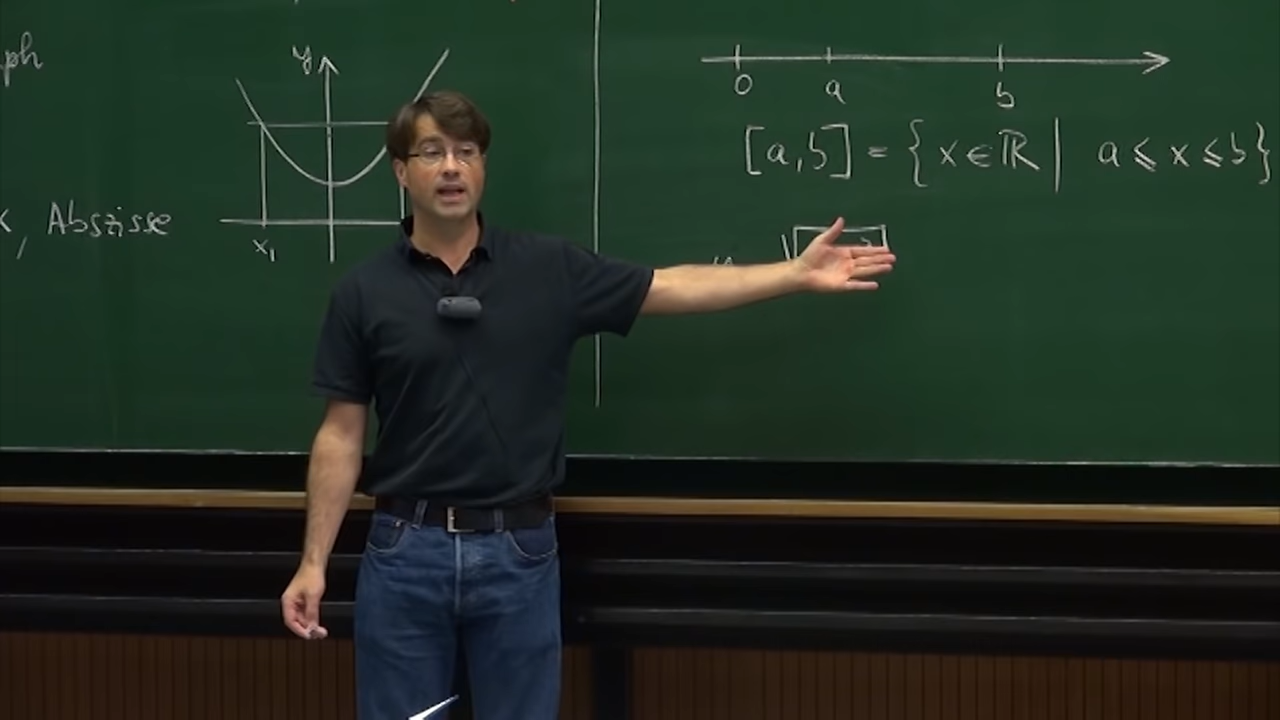 ph
x, Abszisse
y
x₁
0 a b
[a,b] = { x ∈ ℝ | a ≤ x ≤ b }